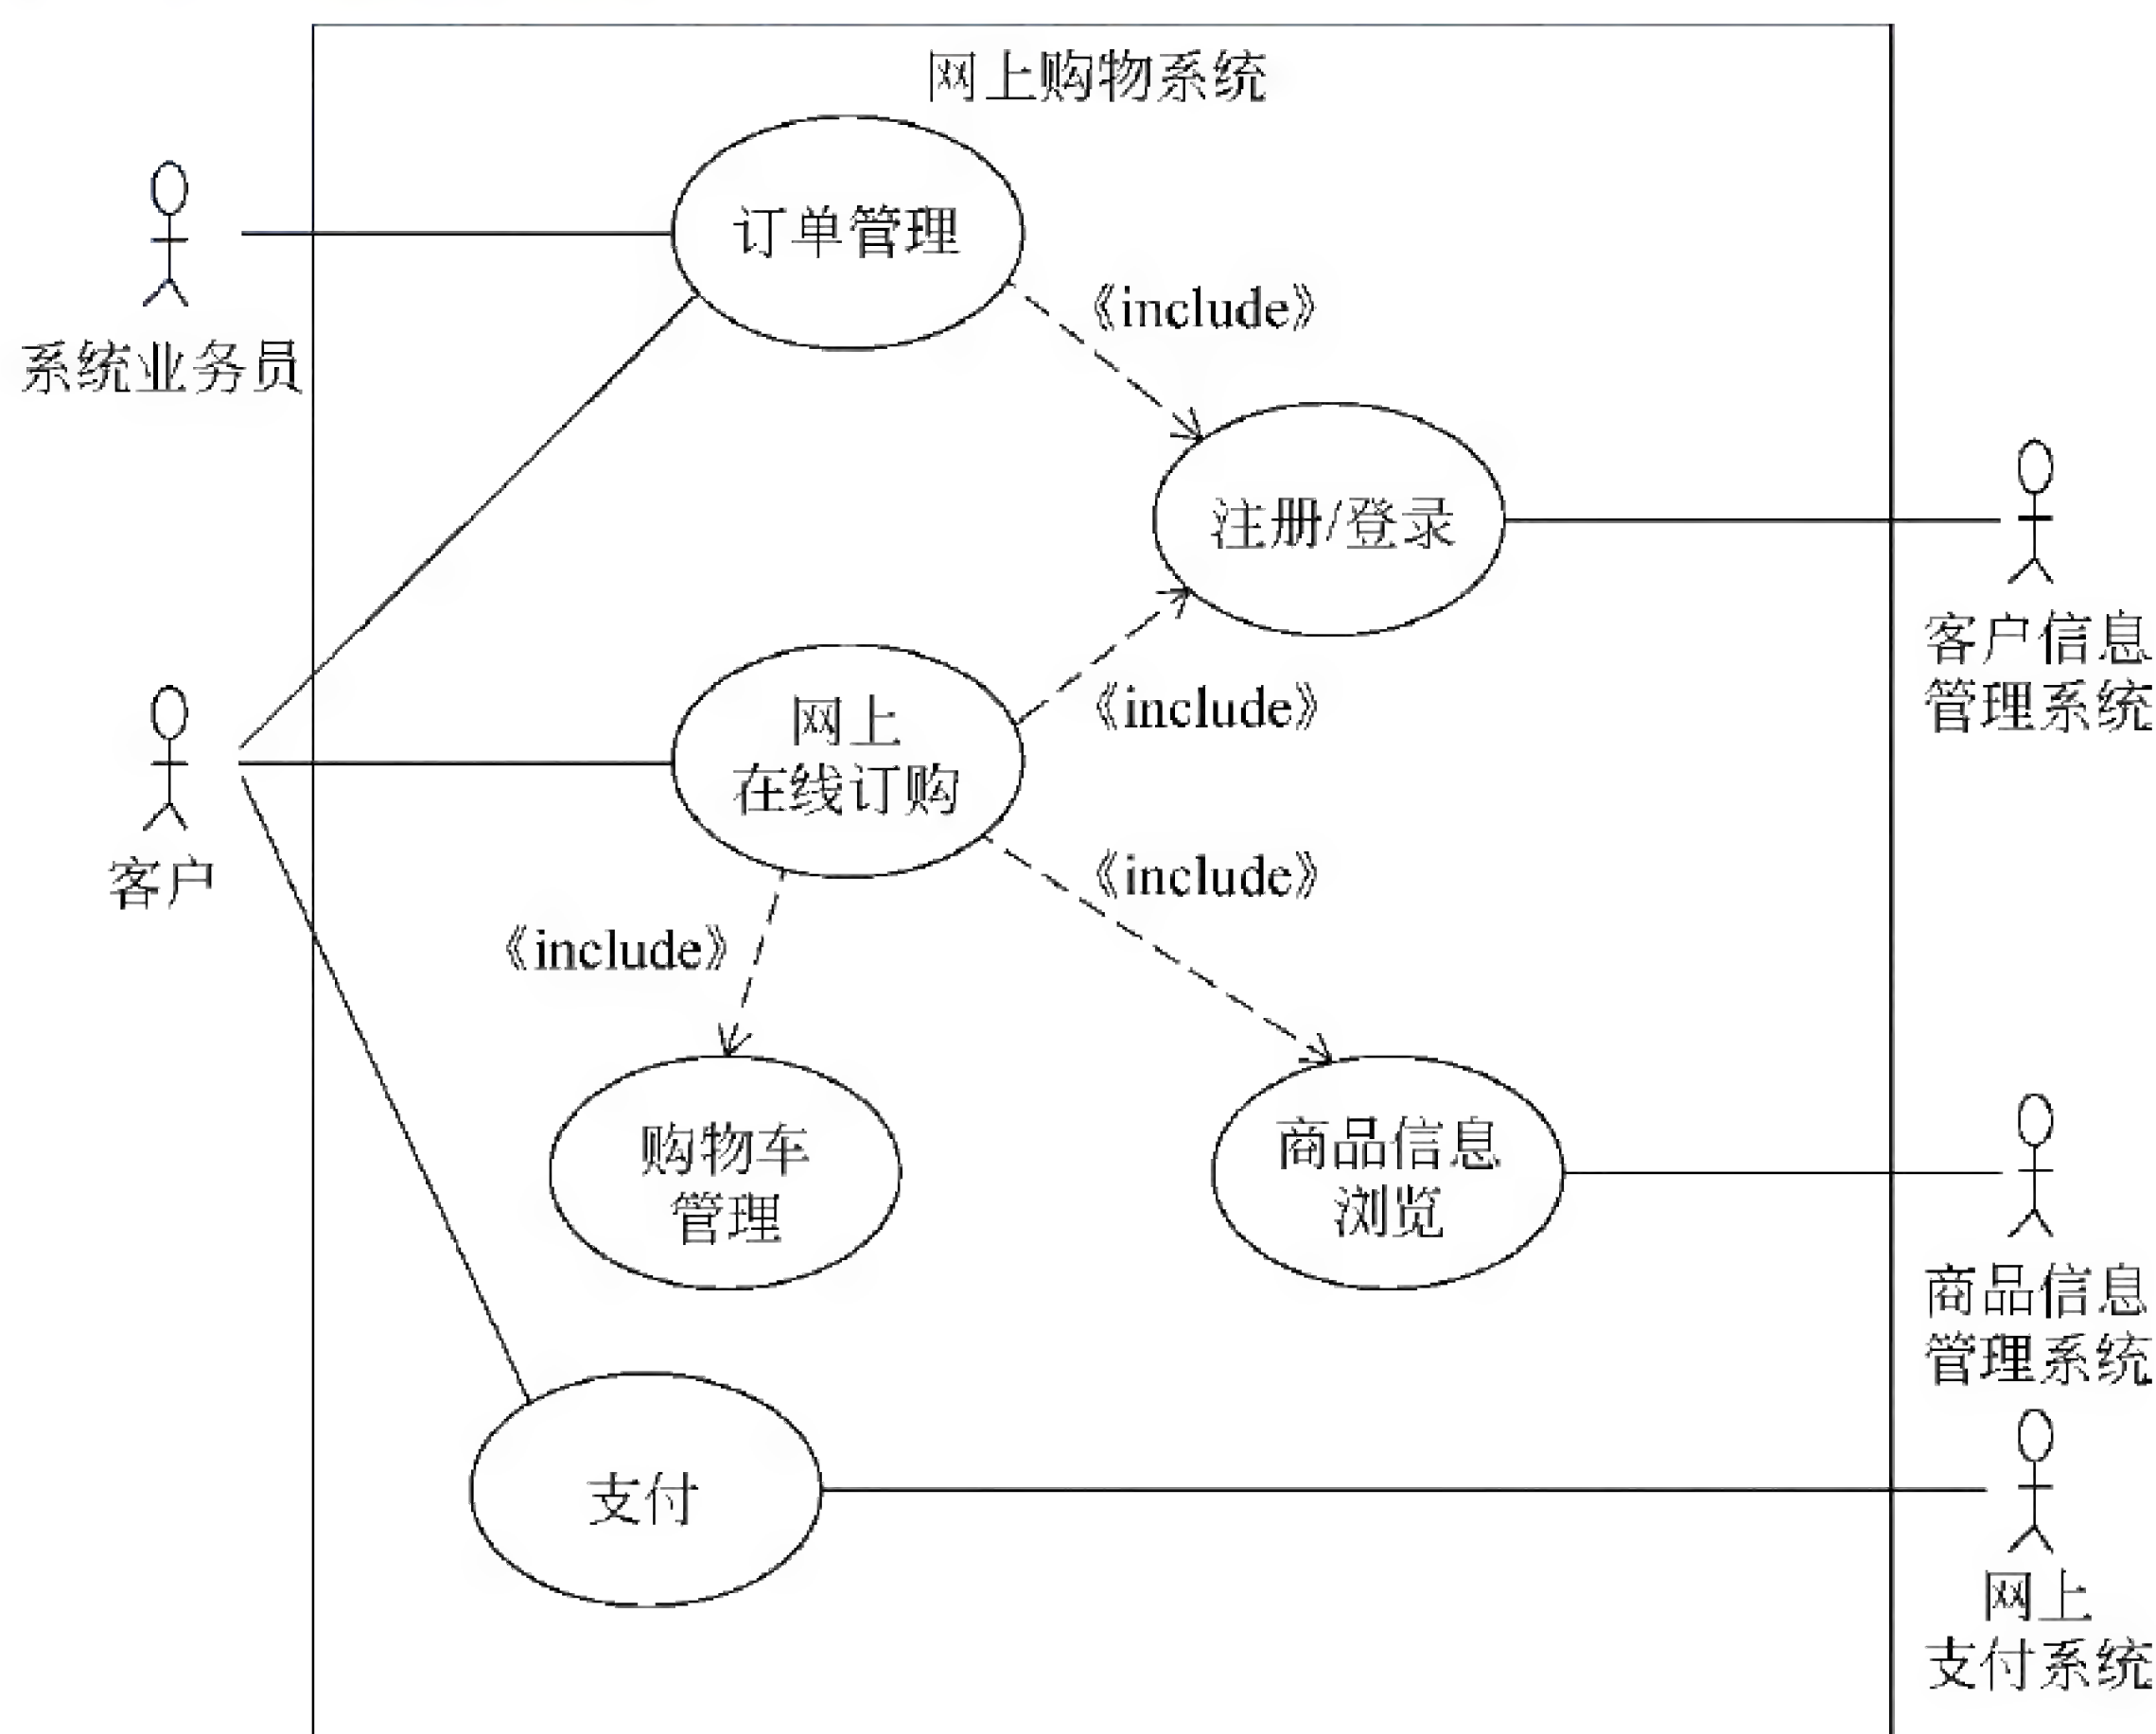 网上购物系统
订单管理
系统业务员
《include》
注册/登录
客户信息
管理系统
《include》
网上
在线订购
客户
《include》
《include》
购物车
管理
商品信息
浏览
商品信息
管理系统
支付
网上
支付系统